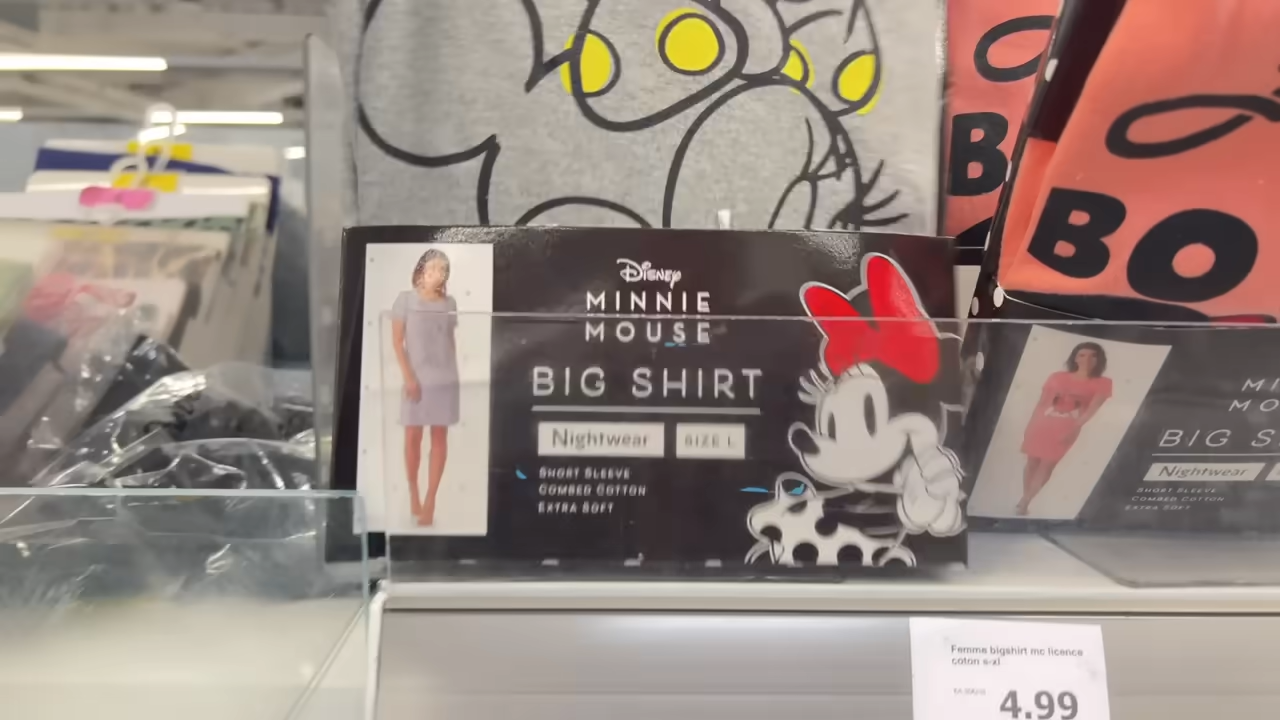 BO
BO
Disney
MINNIE
MOUSE
BIG SHIRT
Nightwear
SIZE L
SHORT SLEEVE
COMBED COTTON
EXTRA SOFT
MI
MO
BIG S
Nightwear
SHORT SLEEVE
COMBED COTTON
EXTRA SOFT
Femme bigshirt mc licence
coton s-xl
4.99